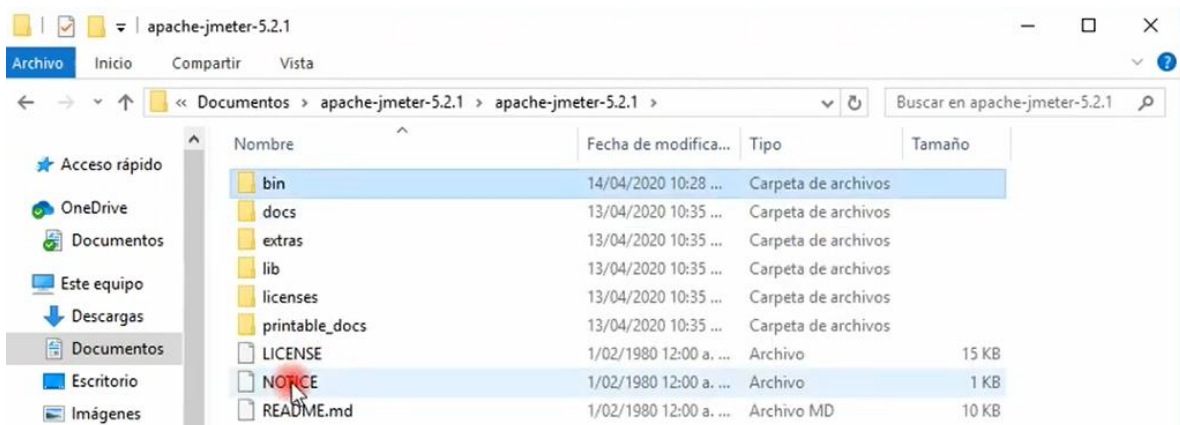 apache-jmeter-5.2.1
Archivo Inicio Compartir Vista
« Documentos > apache-jmeter-5.2.1 > apache-jmeter-5.2.1 > Buscar en apache-jmeter-5.2.1
Nombre Fecha de modifica... Tipo Tamaño
Acceso rápido
bin 14/04/2020 10:28 ... Carpeta de archivos
OneDrive
docs 13/04/2020 10:35 ... Carpeta de archivos
Documentos
extras 13/04/2020 10:35 ... Carpeta de archivos
lib 13/04/2020 10:35 ... Carpeta de archivos
Este equipo
licenses 13/04/2020 10:35 ... Carpeta de archivos
Descargas
printable_docs 13/04/2020 10:35 ... Carpeta de archivos
Documentos
LICENSE 1/02/1980 12:00 a. ... Archivo 15 KB
Escritorio
NOTICE 1/02/1980 12:00 a. ... Archivo 1 KB
Imágenes
README.md 1/02/1980 12:00 a. ... Archivo MD 10 KB